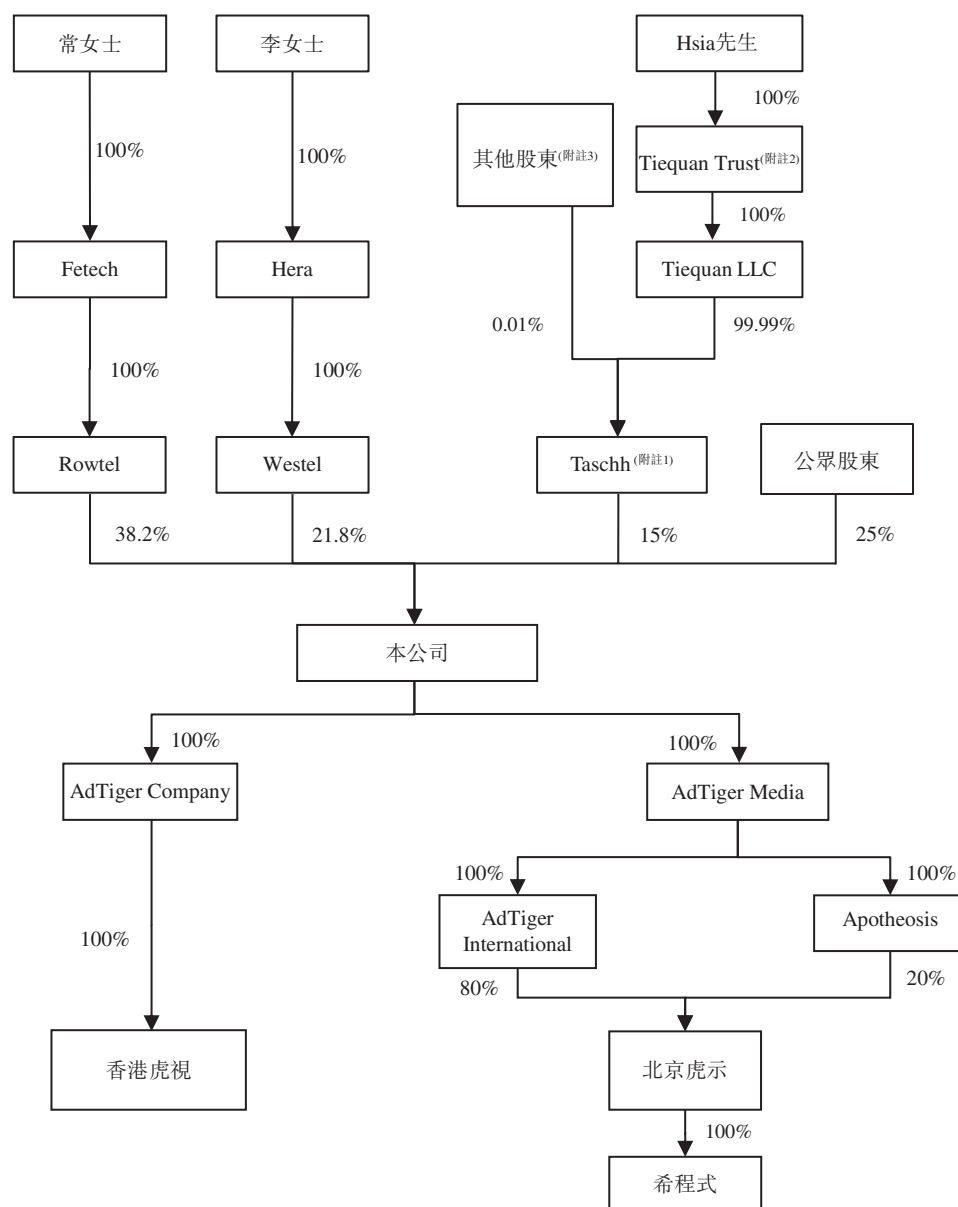 常女士
李女士
Hsia先生
100%
100%
100%
其他股東(附註3)
Tiequan Trust(附註2)
100%
Fetech
Hera
Tiequan LLC
0.01%
99.99%
100%
100%
Rowtel
Westel
Taschh(附註1)
公眾股東
38.2%
21.8%
15%
25%
本公司
100%
100%
AdTiger Company
AdTiger Media
100%
100%
AdTiger
International
Apotheosis
100%
80%
20%
香港虎視
北京虎示
100%
希程式